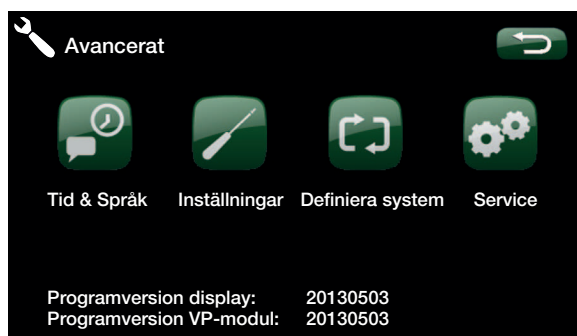 Avancerat
Tid & Språk Inställningar Definiera system Service
Programversion display: 20130503
Programversion VP-modul: 20130503